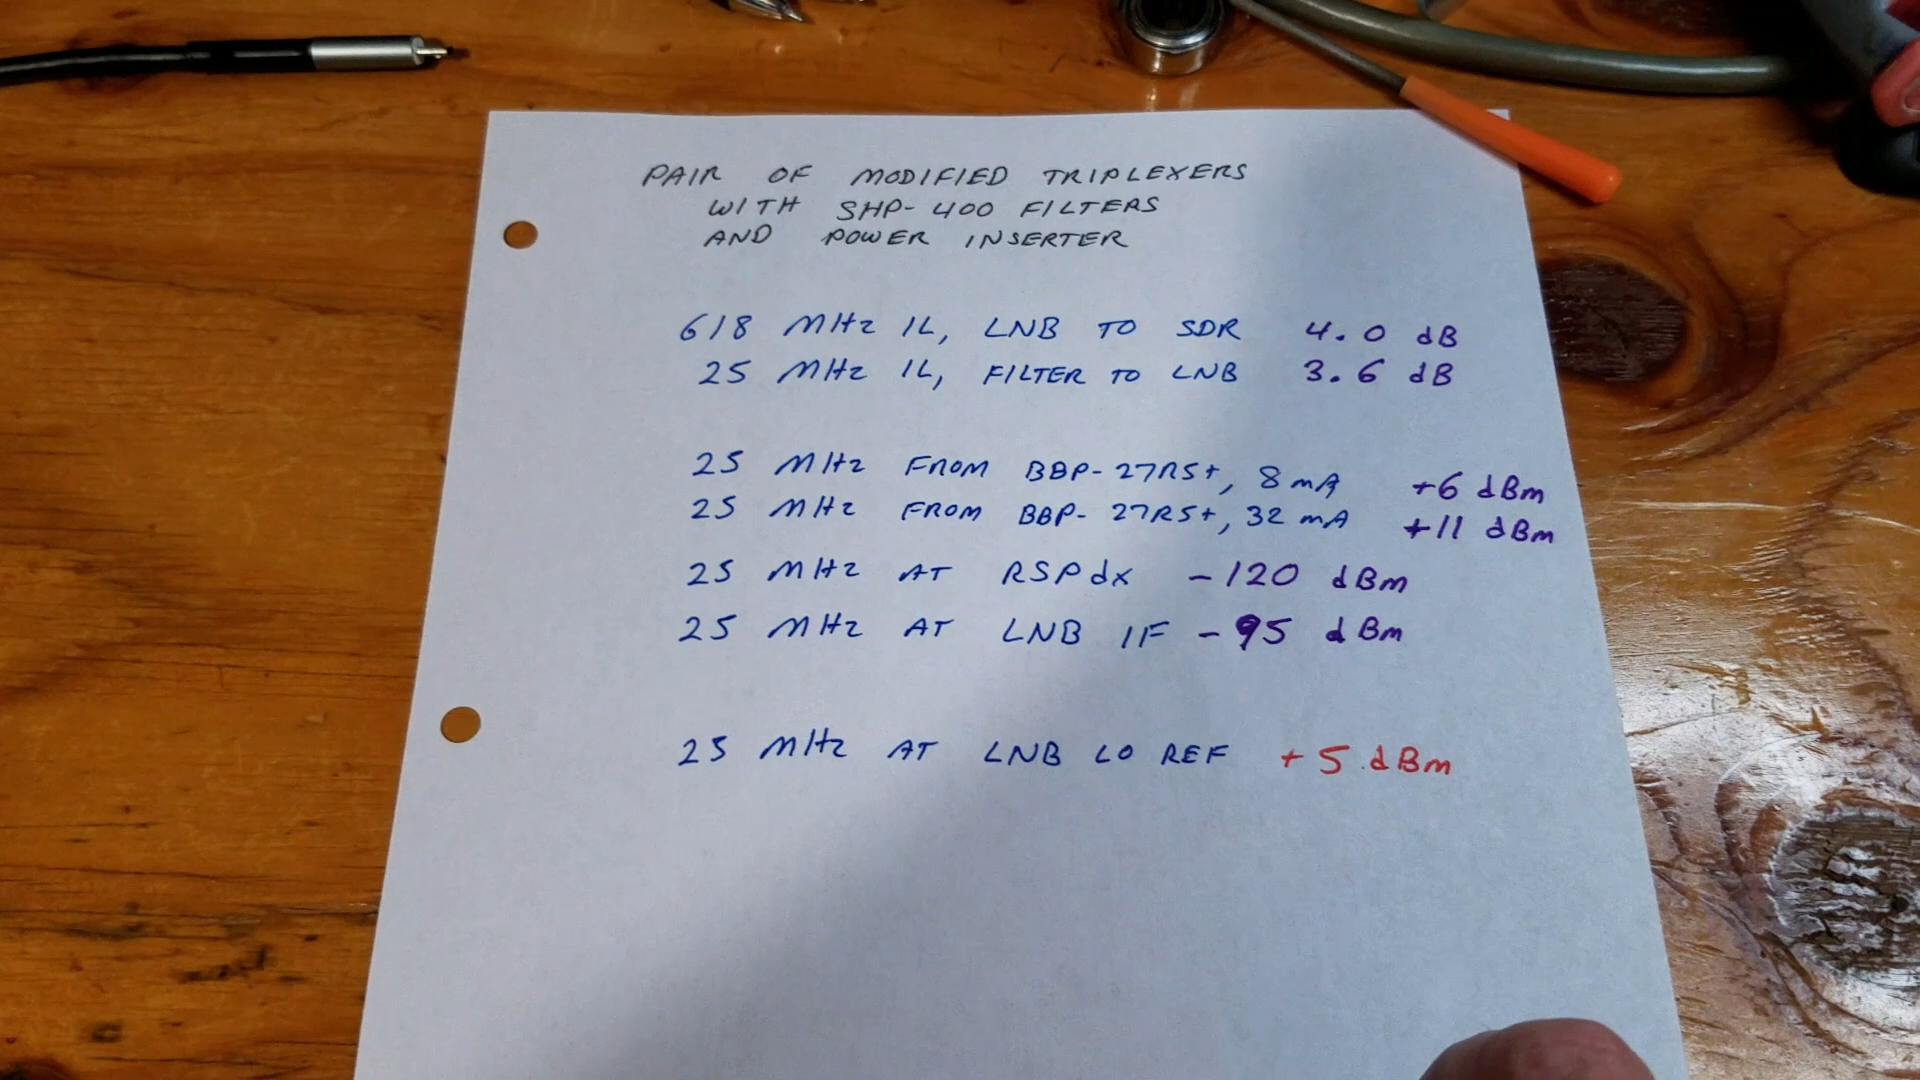 PAIR OF MODIFIED TRIPLEXERS
WITH SHP-400 FILTERS
AND POWER INSERTER
618 MHz IL, LNB TO SDR 4.0 dB
25 MHz IL, FILTER TO LNB 3.6 dB
25 MHz FROM BBP-27RS+, 8 mA +6 dBm
25 MHz FROM BBP-27RS+, 32 mA +11 dBm
25 MHz AT RSPdx -120 dBm
25 MHz AT LNB IF -95 dBm
25 MHz AT LNB LO REF +5 dBm